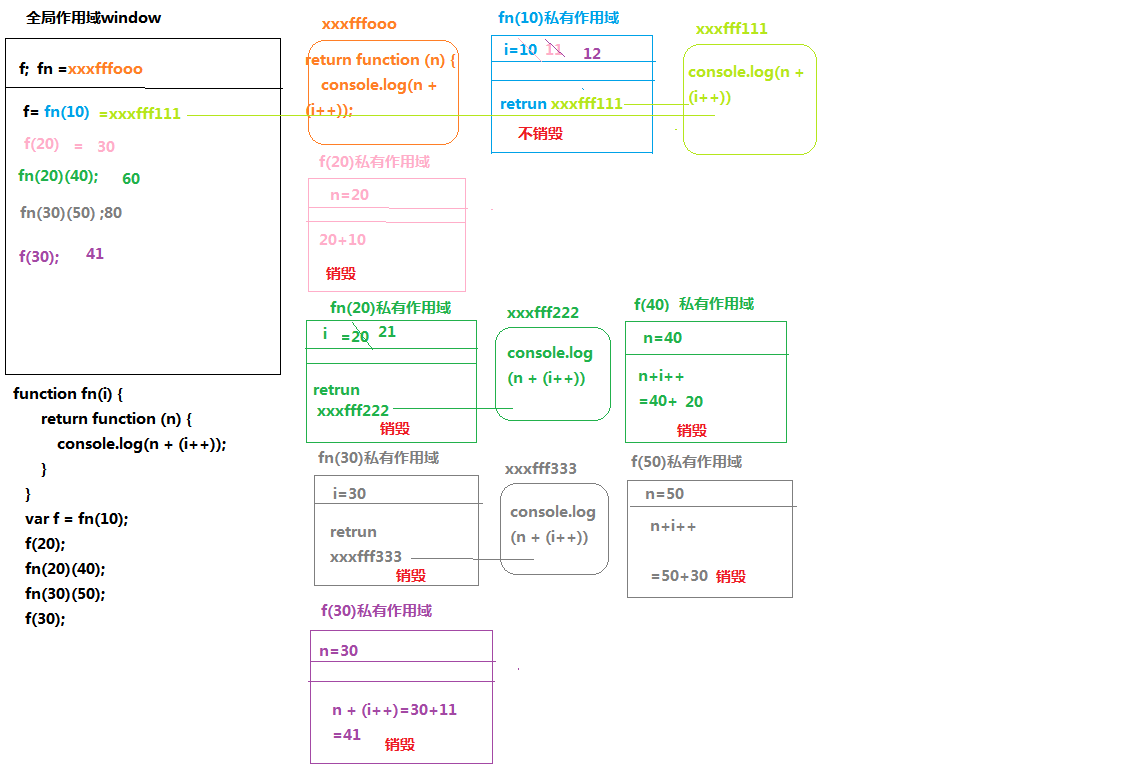 全局作用域window
f; fn =xxxfffooo
f= fn(10) =xxxfff111
f(20) = 30
fn(20)(40); 60
fn(30)(50) ;80
f(30); 41
function fn(i) {
return function (n) {
console.log(n + (i++));
}
}
var f = fn(10);
f(20);
fn(20)(40);
fn(30)(50);
f(30);
xxxfffooo
return function (n) {
console.log(n +
(i++));
fn(10)私有作用域
i=10 11 12
retrun xxxfff111
不销毁
xxxfff111
console.log(n +
(i++))
f(20)私有作用域
n=20
20+10
销毁
fn(20)私有作用域
i =20 21
retrun
xxxfff222
销毁
xxxfff222
console.log
(n + (i++))
f(40) 私有作用域
n=40
n+i++
=40+ 20
销毁
fn(30)私有作用域
i=30
retrun
xxxfff333
销毁
xxxfff333
console.log
(n + (i++))
f(50)私有作用域
n=50
n+i++
=50+30 销毁
f(30)私有作用域
n=30
n + (i++)=30+11
=41
销毁